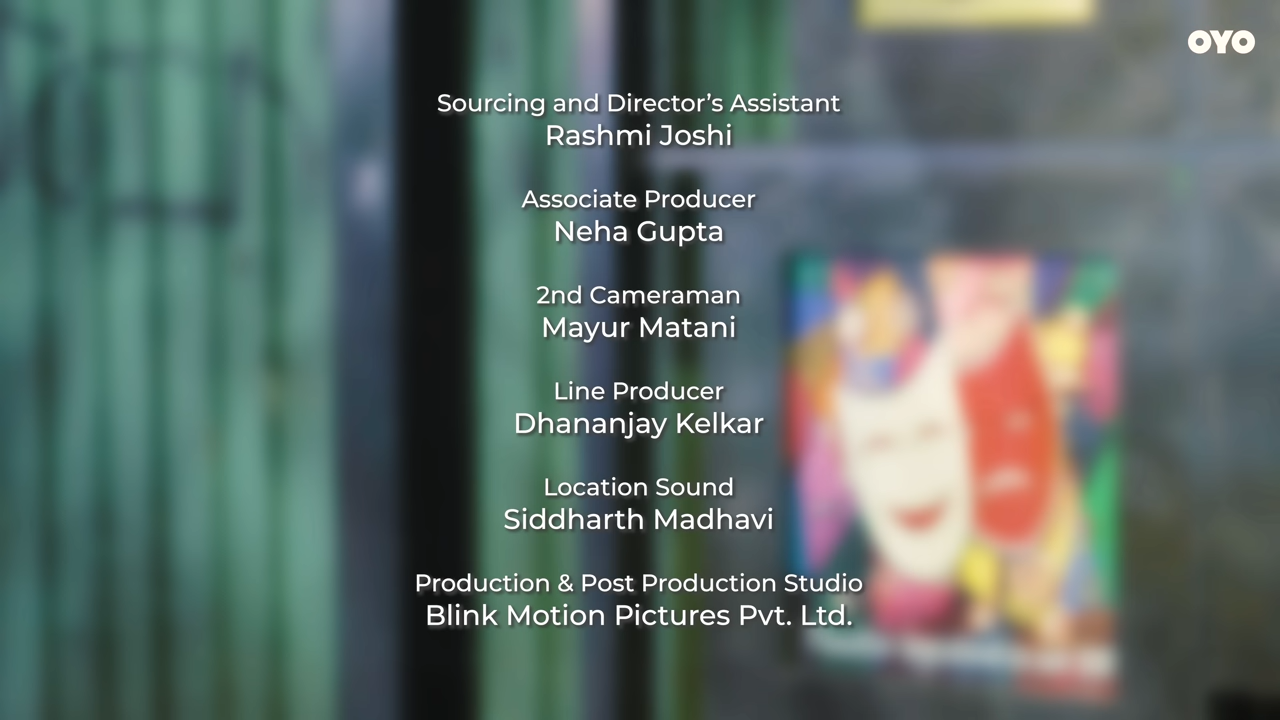 OYO
Sourcing and Director’s Assistant
Rashmi Joshi
Associate Producer
Neha Gupta
2nd Cameraman
Mayur Matani
Line Producer
Dhananjay Kelkar
Location Sound
Siddharth Madhavi
Production & Post Production Studio
Blink Motion Pictures Pvt. Ltd.